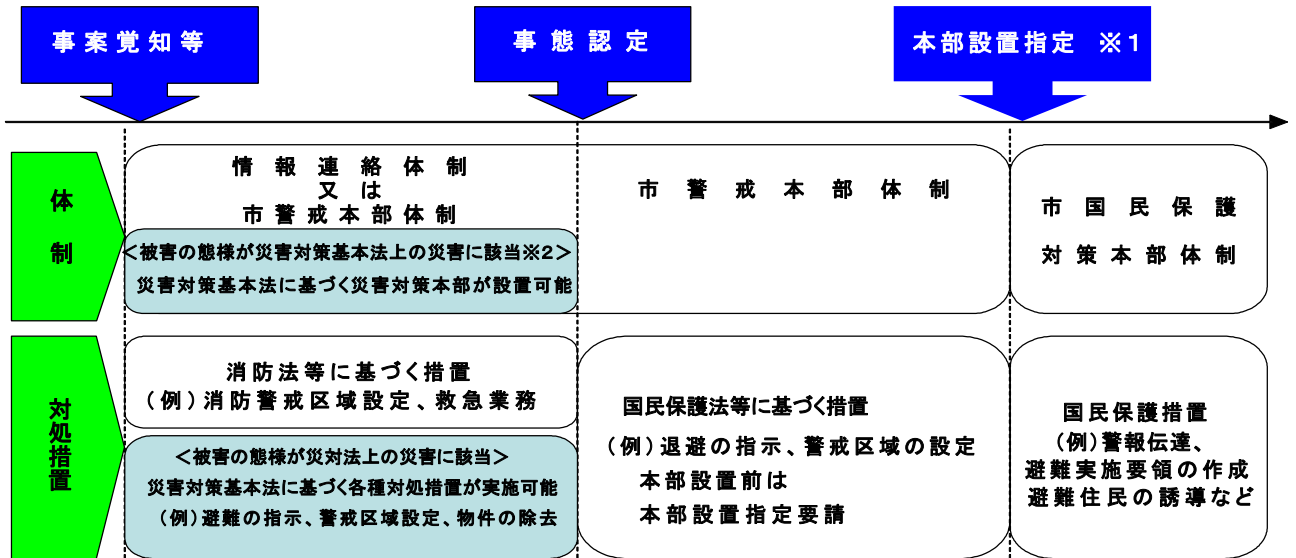 事案覚知等
事態認定
本部設置指定 ※1
体制
情報連絡体制
又は
市警戒本部体制
＜被害の態様が災害対策基本法上の災害に該当※2＞
災害対策基本法に基づく災害対策本部が設置可能
市警戒本部体制
市国民保護
対策本部体制
対処措置
消防法等に基づく措置
(例)消防警戒区域設定、救急業務
＜被害の態様が災対法上の災害に該当＞
災害対策基本法に基づく各種対処措置が実施可能
(例)避難の指示、警戒区域設定、物件の除去
国民保護法等に基づく措置
(例)退避の指示、警戒区域の設定
本部設置前は
本部設置指定要請
国民保護措置
(例)警報伝達、
避難実施要領の作成
避難住民の誘導など